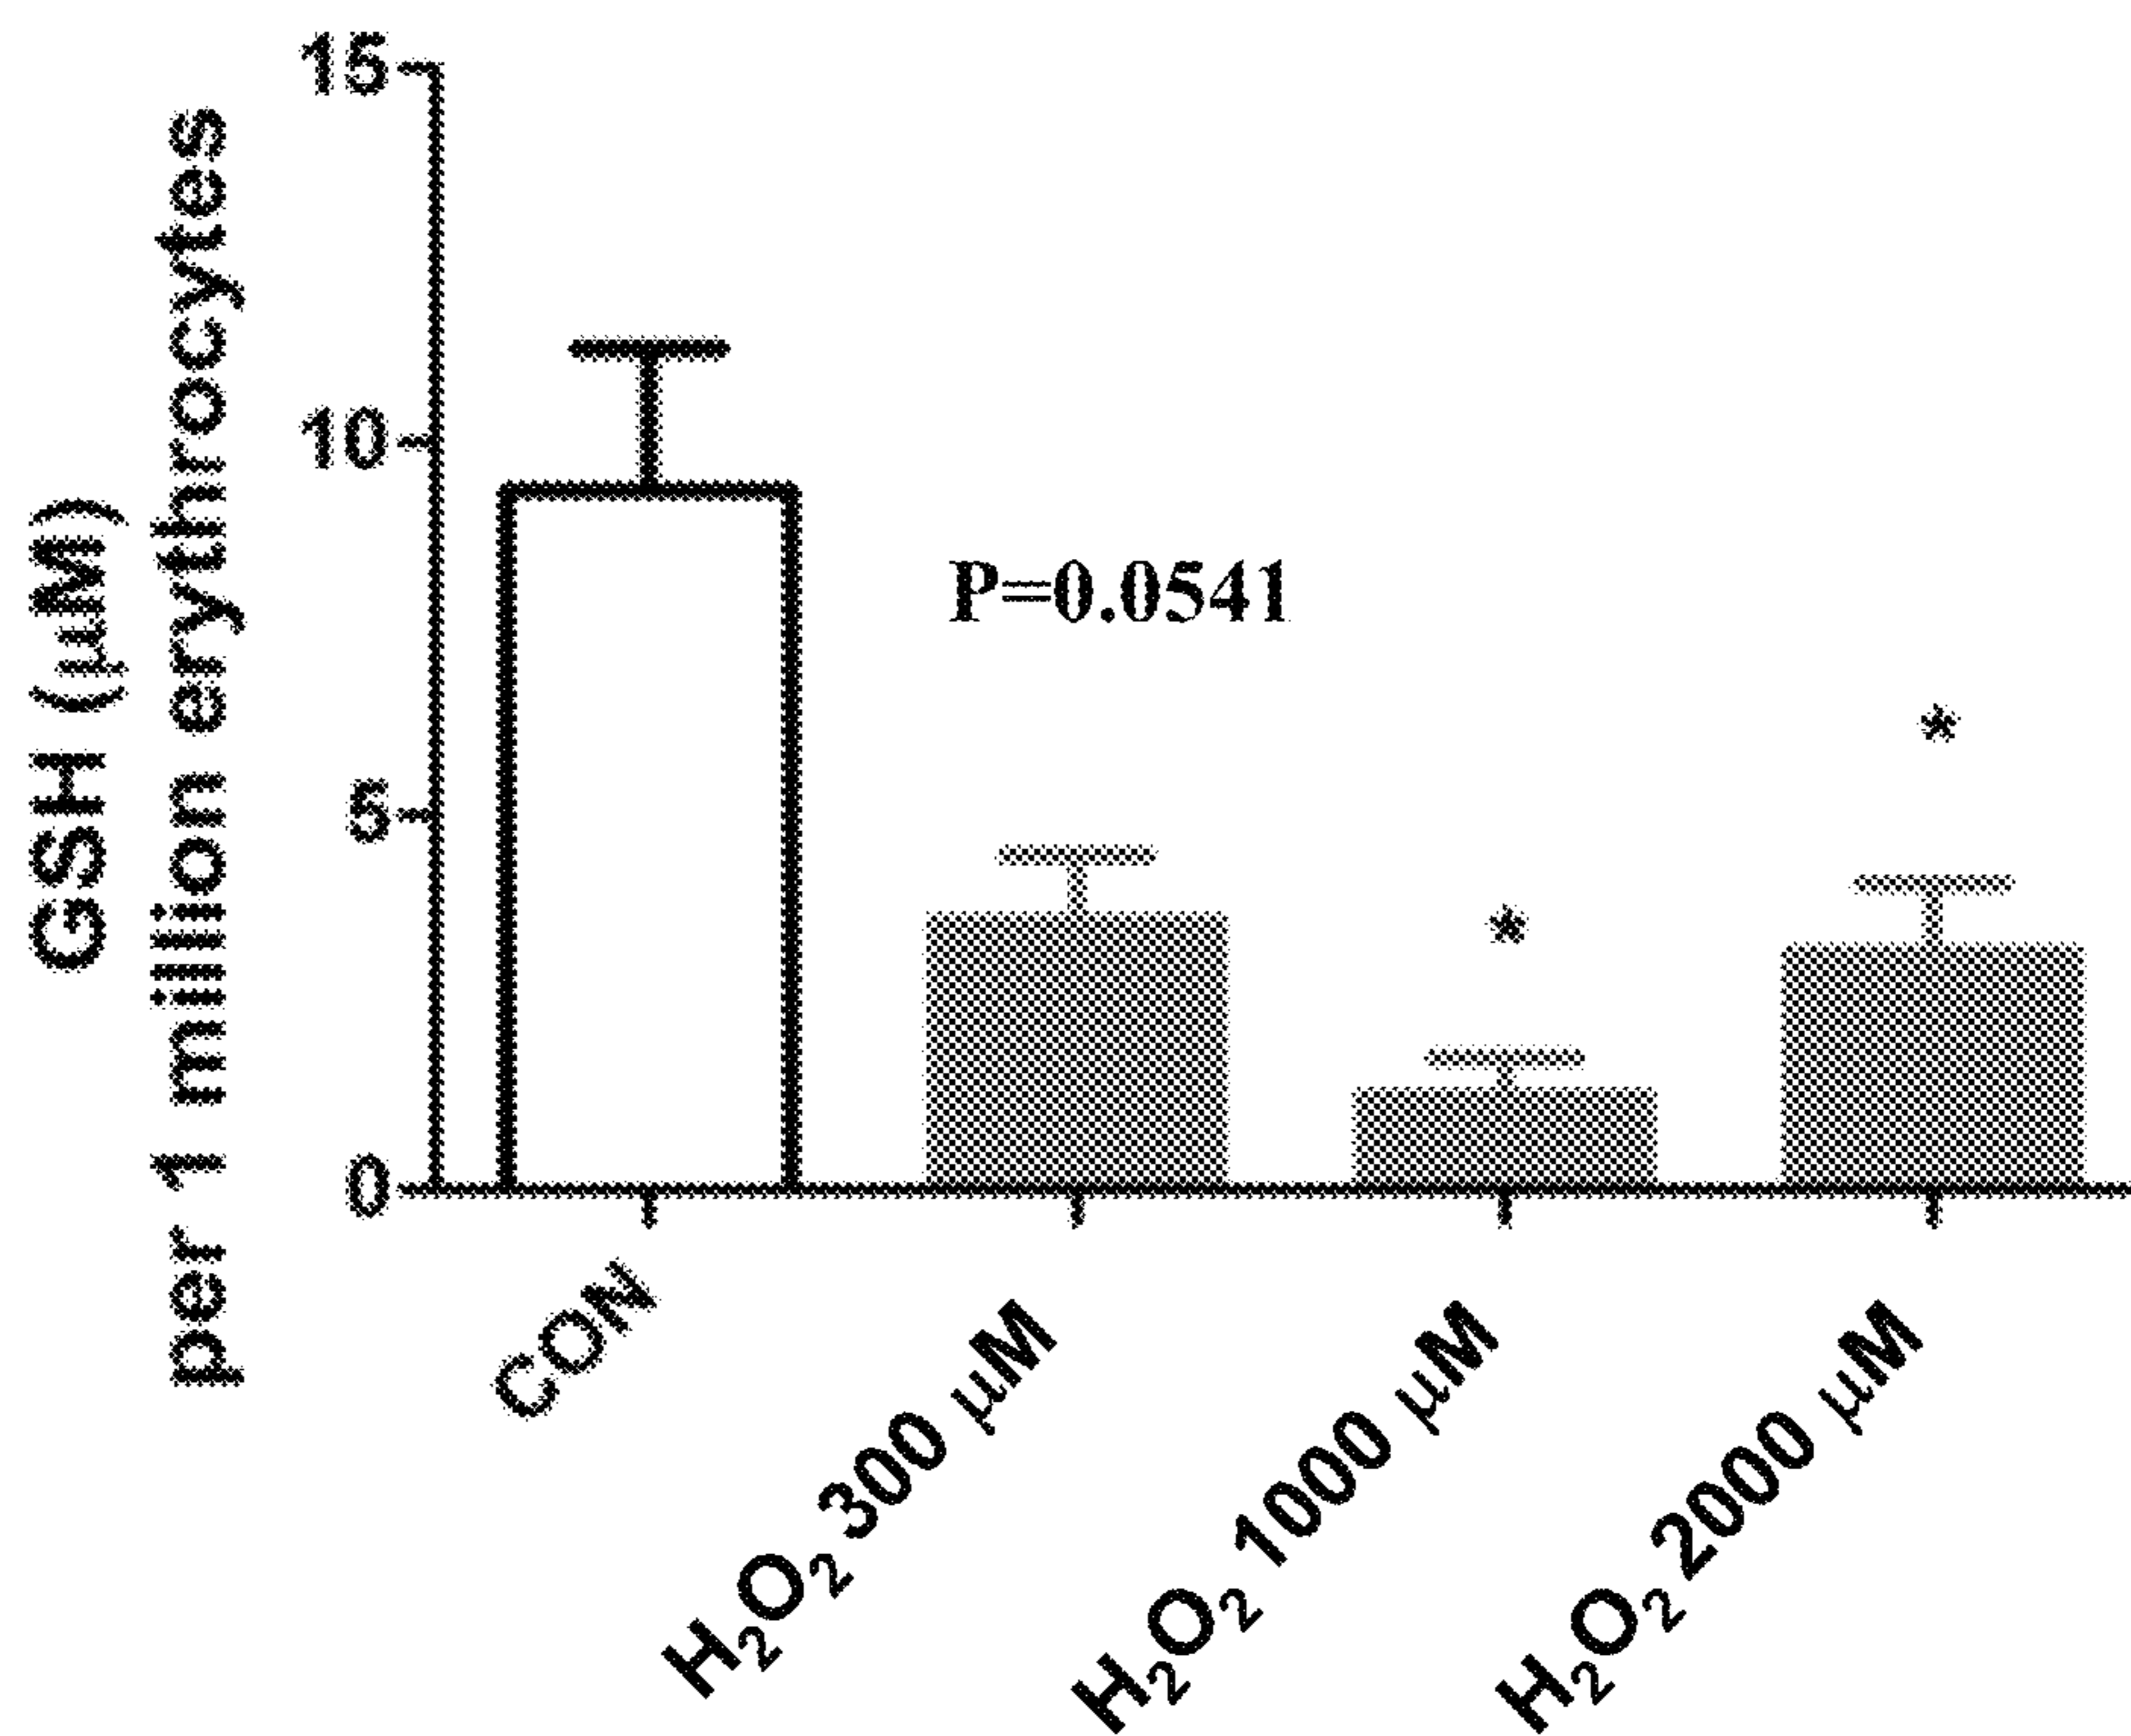 GSH (μM)
per 1 million erythrocytes
15
10
5
0
P=0.0541
*
*
CON
H₂O₂ 300 μM
H₂O₂ 1000 μM
H₂O₂ 2000 μM